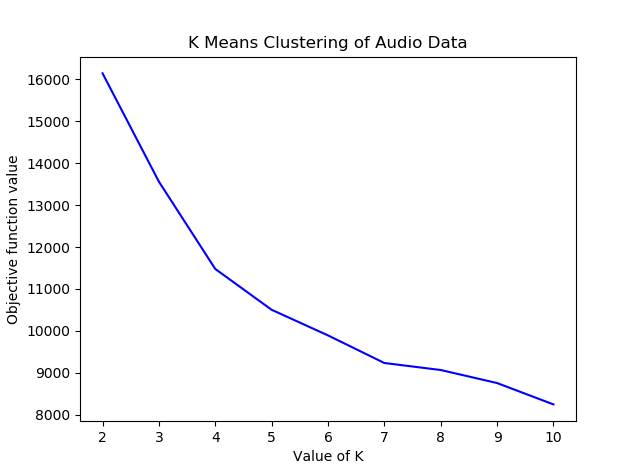 K Means Clustering of Audio Data
Objective function value
16000
15000
14000
13000
12000
11000
10000
9000
8000
2 3 4 5 6 7 8 9 10
Value of K